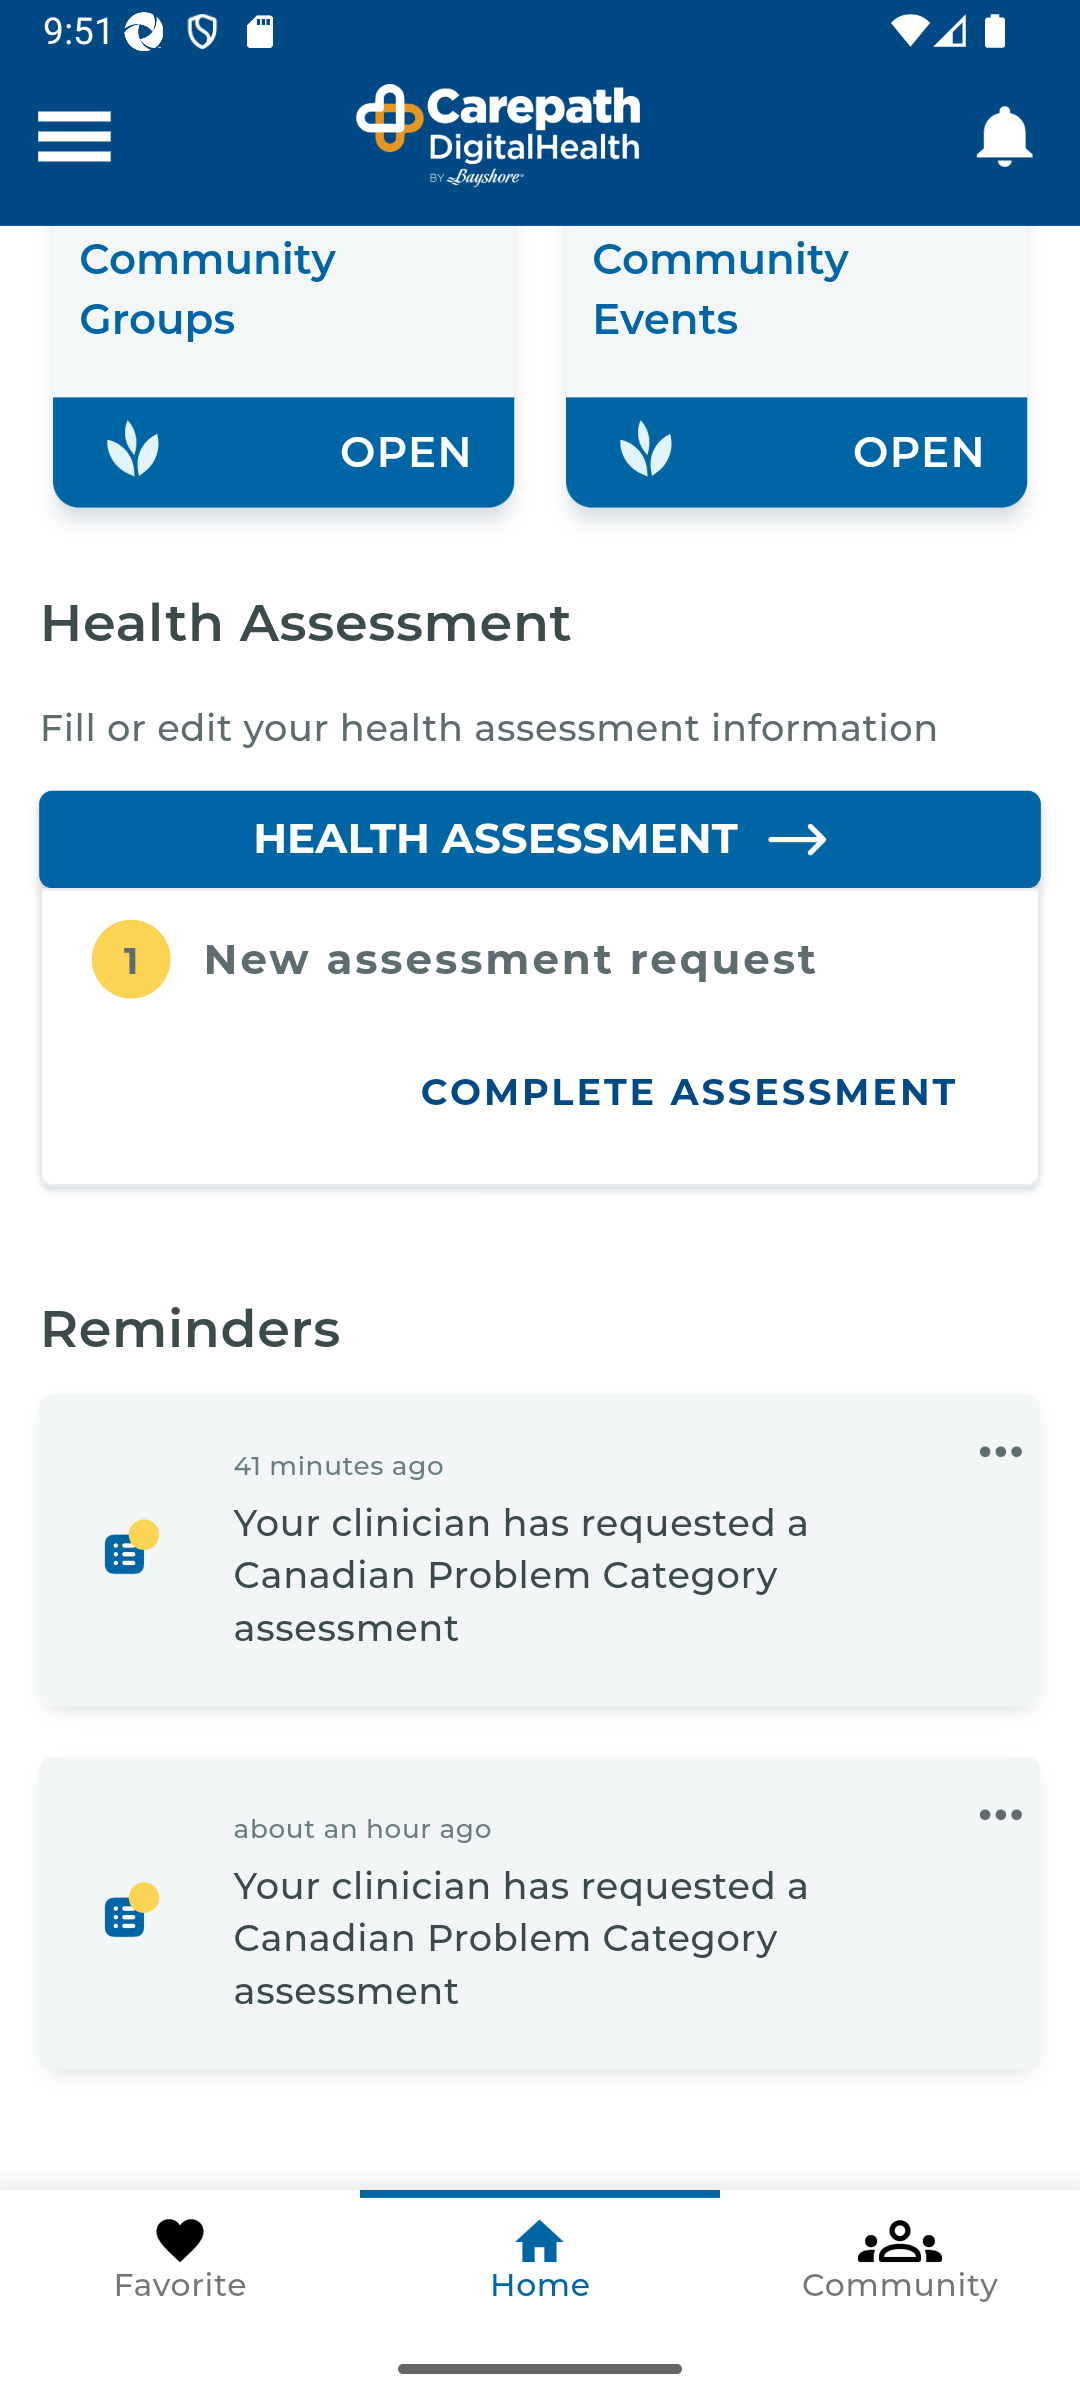 9:51
Carepath
DigitalHealth
BY Bayshore
Community
Groups
Community
Events
OPEN
OPEN
Health Assessment
Fill or edit your health assessment information
HEALTH ASSESSMENT
1 New assessment request
COMPLETE ASSESSMENT
Reminders
41 minutes ago
Your clinician has requested a
Canadian Problem Category
assessment
about an hour ago
Your clinician has requested a
Canadian Problem Category
assessment
Favorite
Home
Community